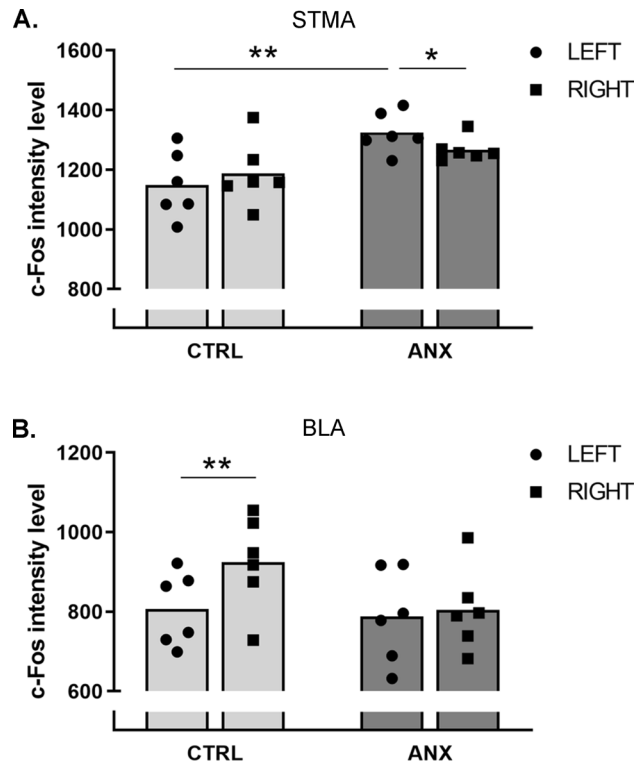 A.
STMA
c-Fos intensity level
1600
1400
1200
1000
800
**
*
LEFT
RIGHT
CTRL
ANX
B.
BLA
c-Fos intensity level
1200
1000
800
600
**
LEFT
RIGHT
CTRL
ANX